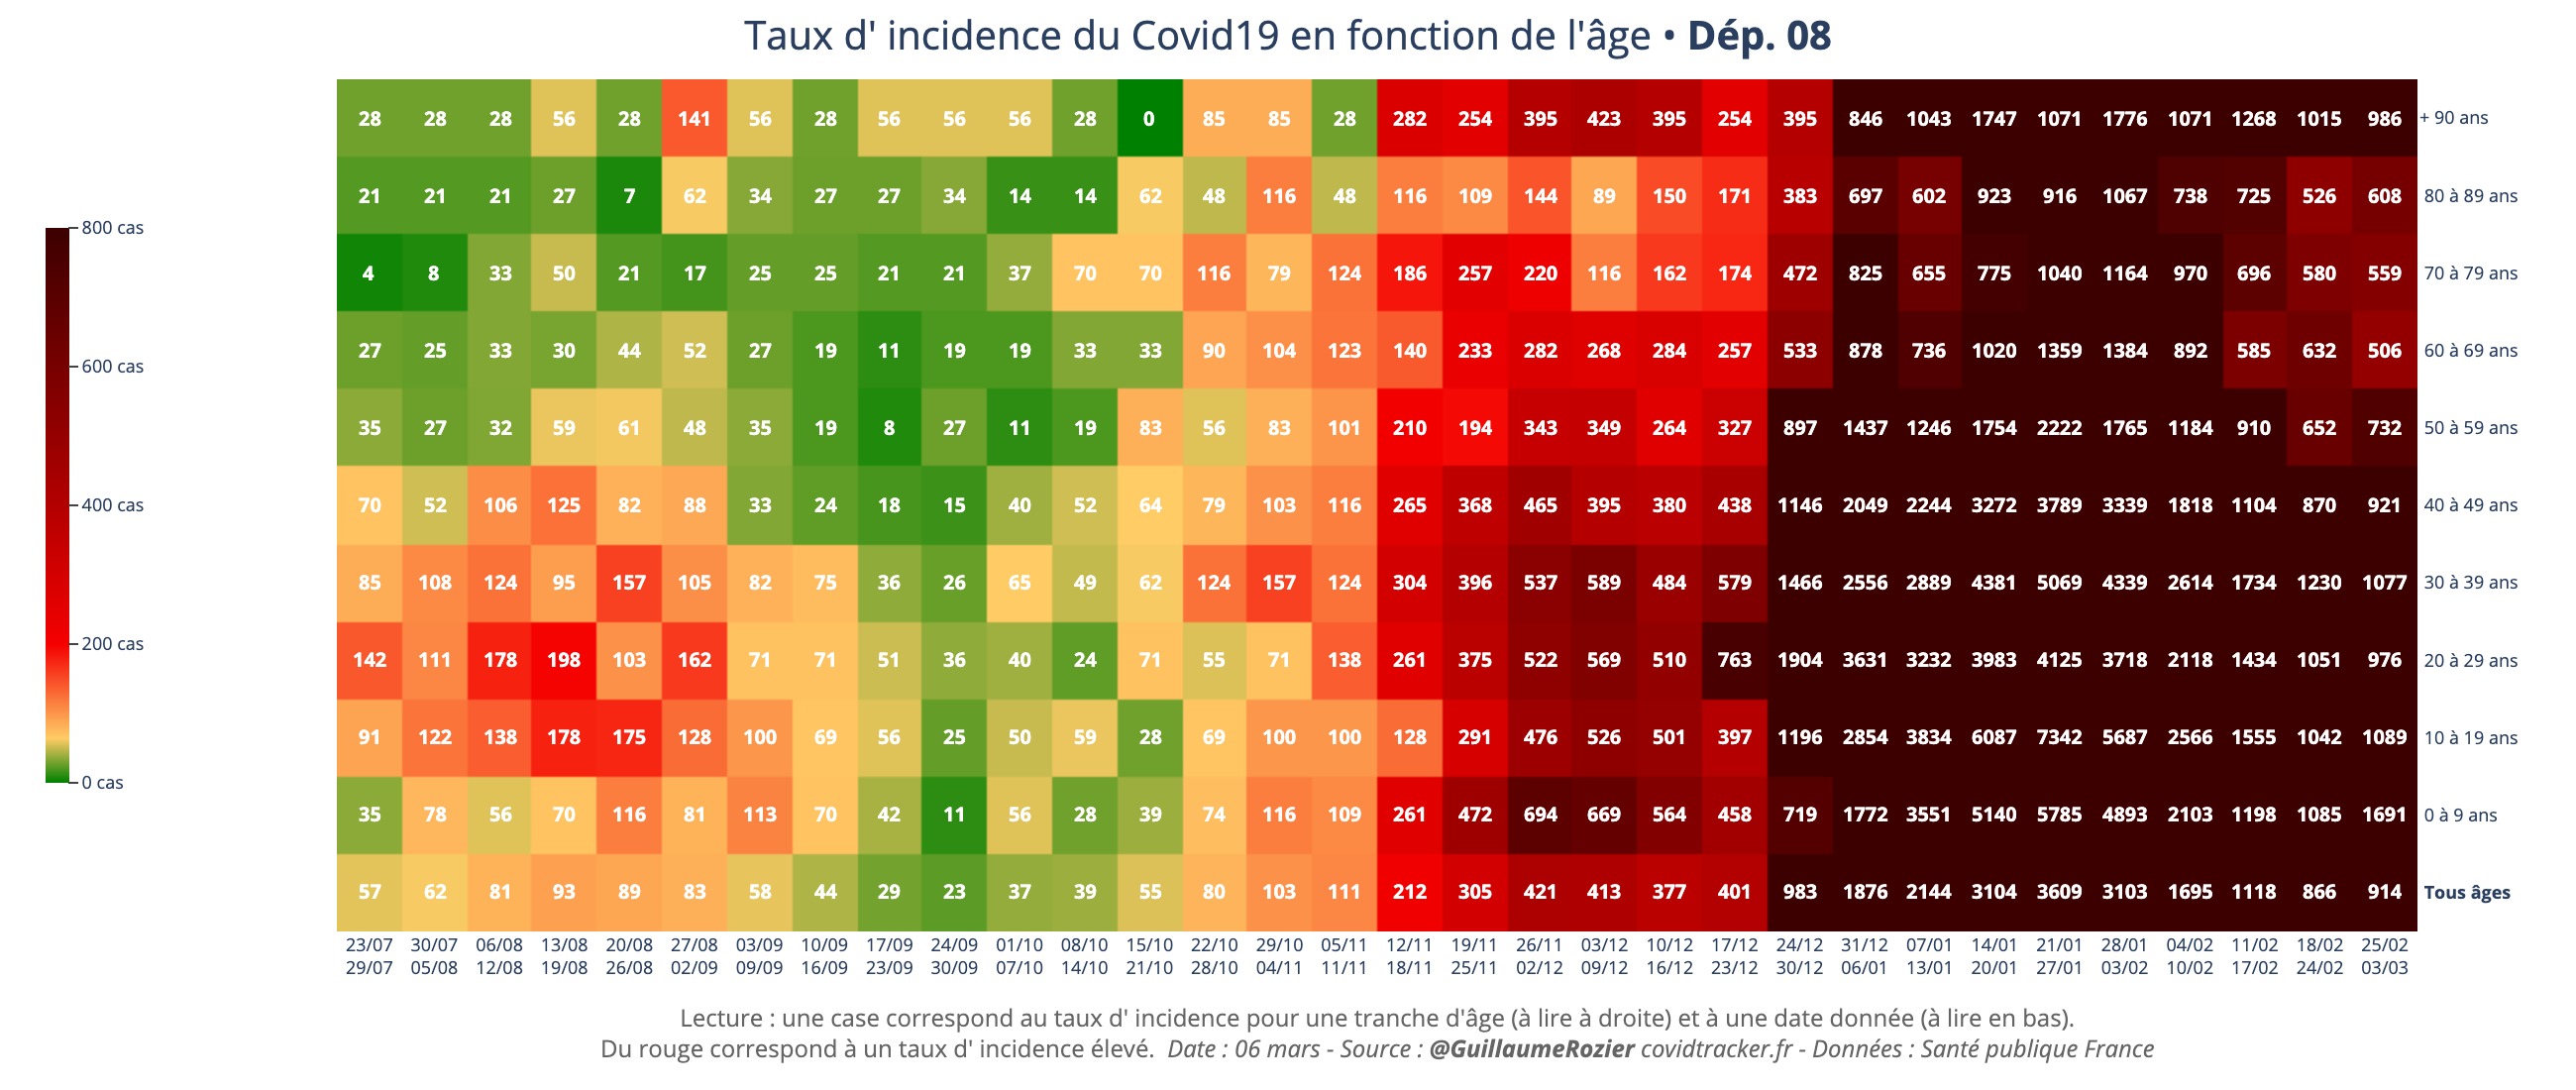 Taux d' incidence du Covid19 en fonction de l'âge • Dép. 08
800 cas
600 cas
400 cas
200 cas
0 cas
28 28 28 56 28 141 56 28 56 56 56 28 0 85 85 28 282 254 395 423 395 254 395 846 1043 1747 1071 1776 1071 1268 1015 986 + 90 ans
21 21 21 27 7 62 34 27 27 34 14 14 62 48 116 48 116 109 144 89 150 171 383 697 602 923 916 1067 738 725 526 608 80 à 89 ans
4 8 33 50 21 17 25 25 21 21 37 70 70 116 79 124 186 257 220 116 162 174 472 825 655 775 1040 1164 970 696 580 559 70 à 79 ans
27 25 33 30 44 52 27 19 11 19 19 33 33 90 104 123 140 233 282 268 284 257 533 878 736 1020 1359 1384 892 585 632 506 60 à 69 ans
35 27 32 59 61 48 35 19 8 27 11 19 83 56 83 101 210 194 343 349 264 327 897 1437 1246 1754 2222 1765 1184 910 652 732 50 à 59 ans
70 52 106 125 82 88 33 24 18 15 40 52 64 79 103 116 265 368 465 395 380 438 1146 2049 2244 3272 3789 3339 1818 1104 870 921 40 à 49 ans
85 108 124 95 157 105 82 75 36 26 65 49 62 124 157 124 304 396 537 589 484 579 1466 2556 2889 4381 5069 4339 2614 1734 1230 1077 30 à 39 ans
142 111 178 198 103 162 71 71 51 36 40 24 71 55 71 138 261 375 522 569 510 763 1904 3631 3232 3983 4125 3718 2118 1434 1051 976 20 à 29 ans
91 122 138 178 175 128 100 69 56 25 50 59 28 69 100 100 128 291 476 526 501 397 1196 2854 3834 6087 7342 5687 2566 1555 1042 1089 10 à 19 ans
35 78 56 70 116 81 113 70 42 11 56 28 39 74 116 109 261 472 694 669 564 458 719 1772 3551 5140 5785 4893 2103 1198 1085 1691 0 à 9 ans
57 62 81 93 89 83 58 44 29 23 37 39 55 80 103 111 212 305 421 413 377 401 983 1876 2144 3104 3609 3103 1695 1118 866 914 Tous âges
23/07 30/07 06/08 13/08 20/08 27/08 03/09 10/09 17/09 24/09 01/10 08/10 15/10 22/10 29/10 05/11 12/11 19/11 26/11 03/12 10/12 17/12 24/12 31/12 07/01 14/01 21/01 28/01 04/02 11/02 18/02 25/02
29/07 05/08 12/08 19/08 26/08 02/09 09/09 16/09 23/09 30/09 07/10 14/10 21/10 28/10 04/11 11/11 18/11 25/11 02/12 09/12 16/12 23/12 30/12 06/01 13/01 20/01 27/01 03/02 10/02 17/02 24/02 03/03
Lecture : une case correspond au taux d' incidence pour une tranche d'âge (à lire à droite) et à une date donnée (à lire en bas).
Du rouge correspond à un taux d' incidence élevé. Date : 06 mars - Source : @GuillaumeRozier covidtracker.fr - Données : Santé publique France